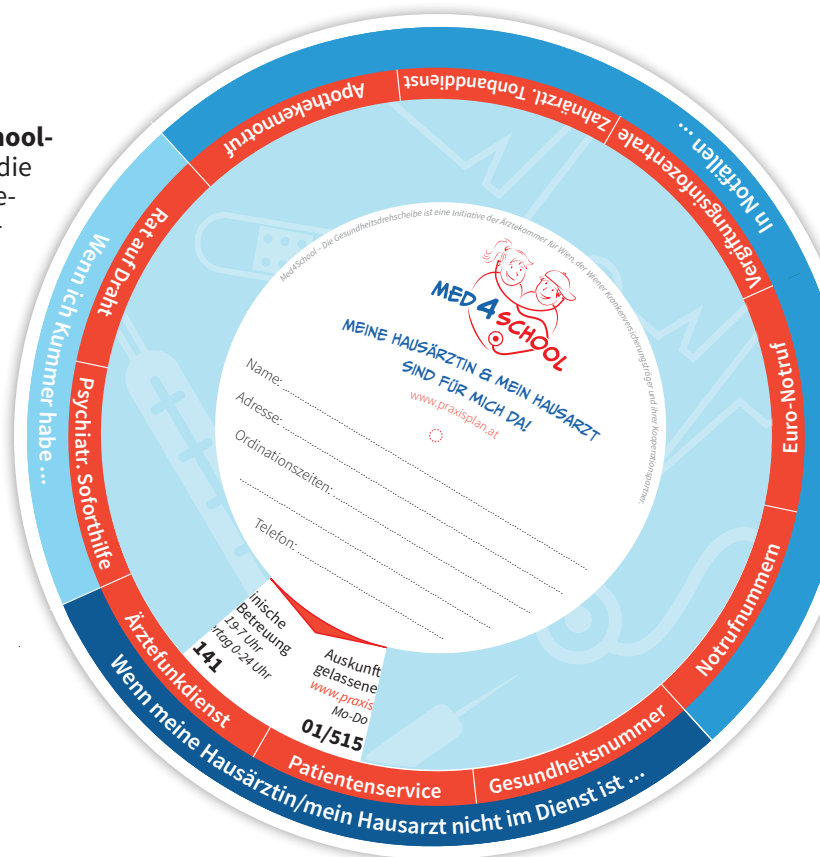 hool-
die
e-
In Notfällen ...
Wenn ich Kummer habe ...
Wenn meine Hausärztin/mein Hausarzt nicht im Dienst ist ...
Apothekennotruf
Zahnärztl. Tonbanddienst
Vergiftungsinfozentrale
Euro-Notruf
Notrufnummern
Gesundheitsnummer
Patientenservice
Ärztefunkdienst
Psychiatr. Soforthilfe
Rat auf Draht
Med4School – Die Gesundheitsdrehscheibe ist eine Initiative der Ärztekammer für Wien, der Wiener Krankenversicherungsträger und ihrer Kooperationspartner.
MED4SCHOOL
MEINE HAUSÄRZTIN & MEIN HAUSARZT
SIND FÜR MICH DA!
www.praxisplan.at
Name:
Adresse:
Ordinationszeiten:
Telefon:
inische
Betreuung
19-7 Uhr
rtag 0-24 Uhr
141
Auskunft
gelassene
www.praxis
Mo-Do
01/515